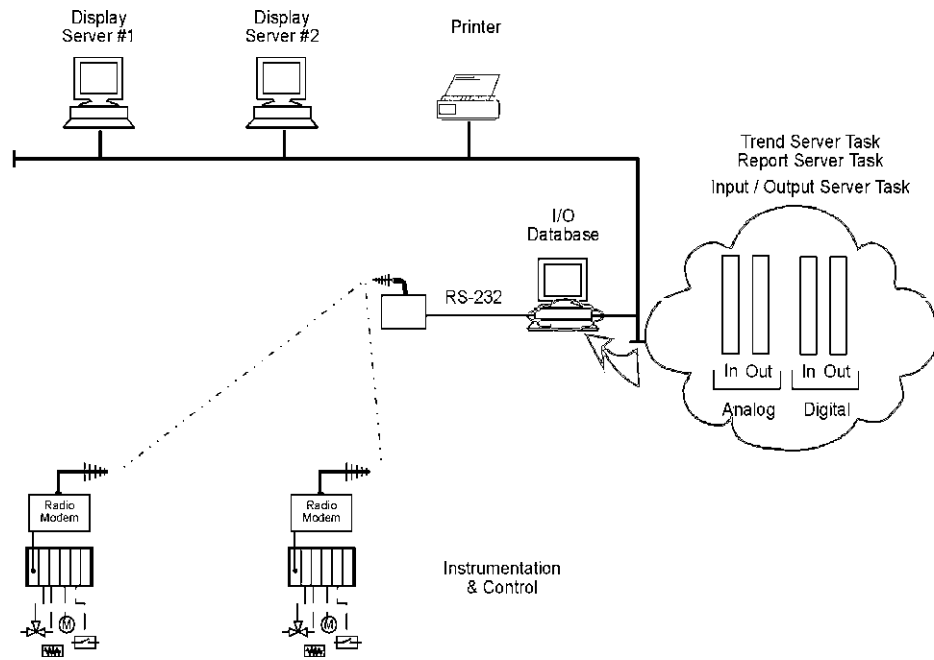 Display
Server #1
Display
Server #2
Printer
Trend Server Task
Report Server Task
Input / Output Server Task
I/O
Database
RS-232
In Out
In Out
Analog
Digital
Radio
Modem
Radio
Modem
Instrumentation
& Control
M
M